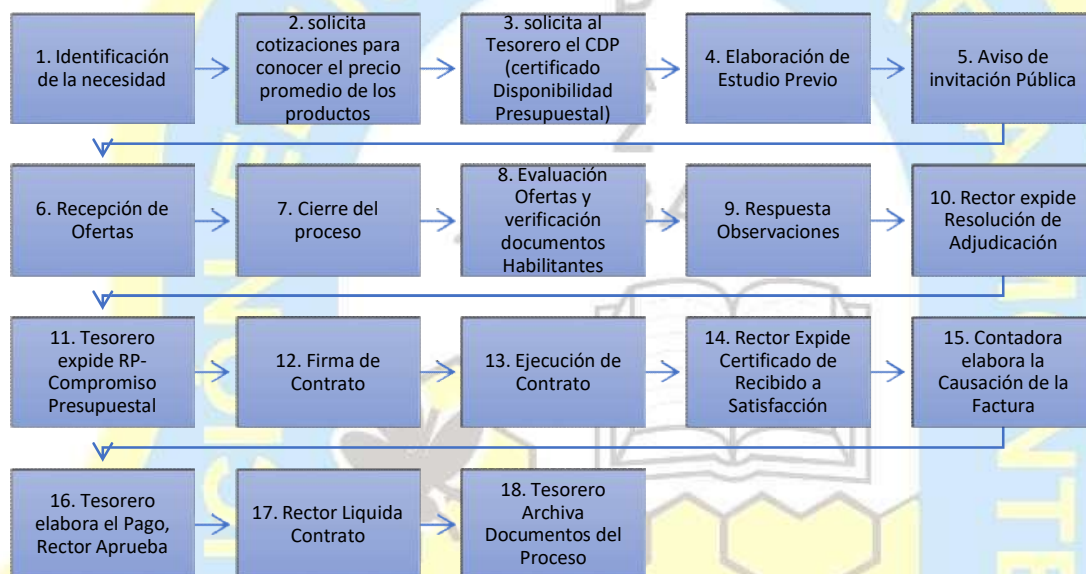 1. Identificación
de la necesidad
2. solicita
cotizaciones para
conocer el precio
promedio de los
productos
3. solicita al
Tesorero el CDP
(certificado
Disponibilidad
Presupuestal)
4. Elaboración de
Estudio Previo
5. Aviso de
invitación Pública
6. Recepción de
Ofertas
7. Cierre del
proceso
8. Evaluación
Ofertas y
verificación
documentos
Habilitantes
9. Respuesta
Observaciones
10. Rector expide
Resolución de
Adjudicación
11. Tesorero
expide RP-
Compromiso
Presupuestal
12. Firma de
Contrato
13. Ejecución de
Contrato
14. Rector Expide
Certificado de
Recibido a
Satisfacción
15. Contadora
elabora la
Causación de la
Factura
16. Tesorero
elabora el Pago,
Rector Aprueba
17. Rector Liquida
Contrato
18. Tesorero
Archiva
Documentos del
Proceso